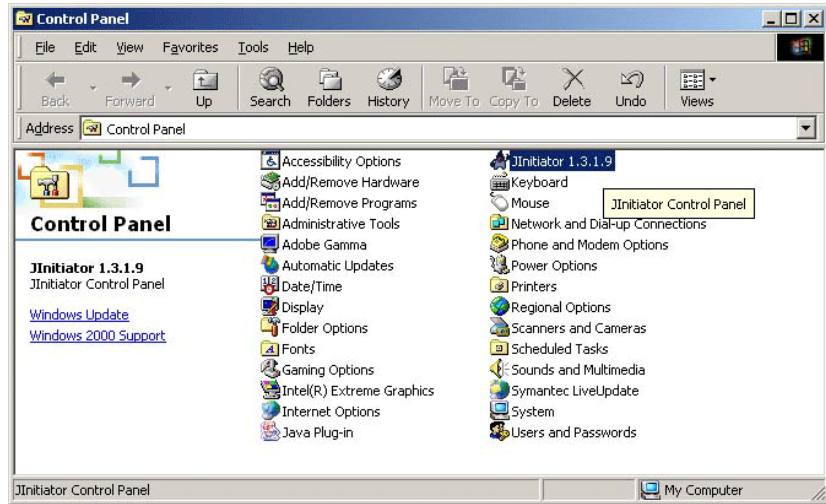 Control Panel
File Edit View Favorites Tools Help
Back Forward Up Search Folders History Move To Copy To Delete Undo Views
Address Control Panel
Control Panel
JInitiator 1.3.1.9
JInitiator Control Panel
Windows Update
Windows 2000 Support
Accessibility Options
Add/Remove Hardware
Add/Remove Programs
Administrative Tools
Adobe Gamma
Automatic Updates
Date/Time
Display
Folder Options
Fonts
Gaming Options
Intel(R) Extreme Graphics
Internet Options
Java Plug-in
JInitiator 1.3.1.9
Keyboard
Mouse
JInitiator Control Panel
Network and Dial-up Connections
Phone and Modem Options
Power Options
Printers
Regional Options
Scanners and Cameras
Scheduled Tasks
Sounds and Multimedia
Symantec LiveUpdate
System
Users and Passwords
JInitiator Control Panel My Computer